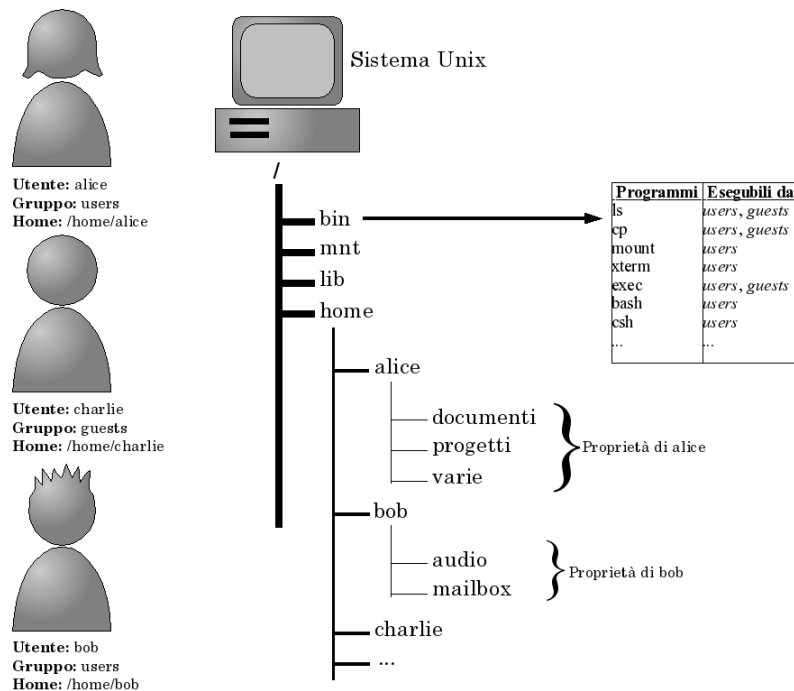 Sistema Unix
/
Utente: alice
Gruppo: users
Home: /home/alice
Utente: charlie
Gruppo: guests
Home: /home/charlie
Utente: bob
Gruppo: users
Home: /home/bob
bin
mnt
lib
home
alice
documenti
progetti
varie
Proprietà di alice
bob
audio
mailbox
Proprietà di bob
charlie
...
Programmi Esegubili da
ls users, guests
cp users, guests
mount users
xterm users
exec users, guests
bash users
csh users
... ...